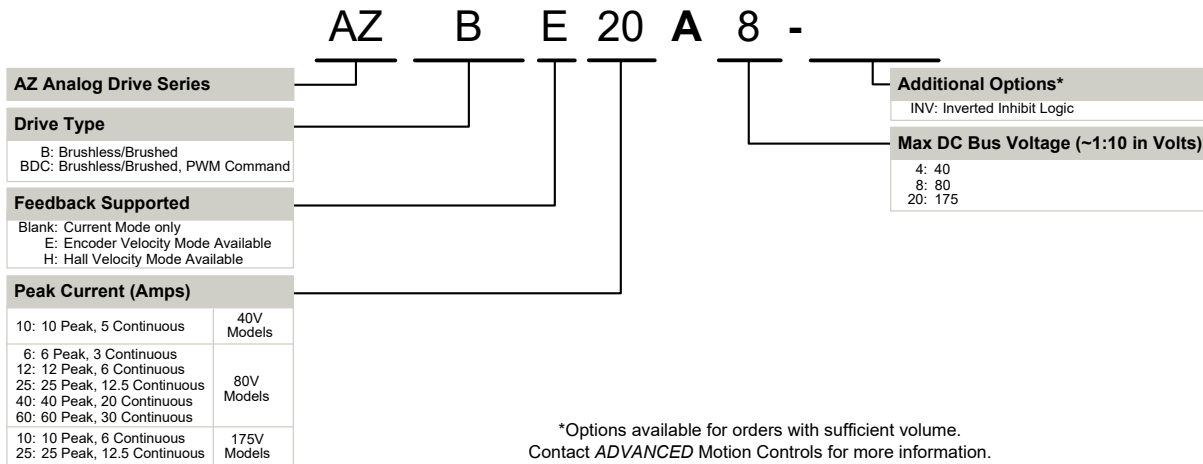 AZ B E 20 A 8 -
AZ Analog Drive Series
Drive Type
B: Brushless/Brushed
BDC: Brushless/Brushed, PWM Command
Feedback Supported
Blank: Current Mode only
E: Encoder Velocity Mode Available
H: Hall Velocity Mode Available
Peak Current (Amps)
10: 10 Peak, 5 Continuous
40V
Models
6: 6 Peak, 3 Continuous
12: 12 Peak, 6 Continuous
25: 25 Peak, 12.5 Continuous
40: 40 Peak, 20 Continuous
60: 60 Peak, 30 Continuous
80V
Models
10: 10 Peak, 6 Continuous
25: 25 Peak, 12.5 Continuous
175V
Models
Additional Options*
INV: Inverted Inhibit Logic
Max DC Bus Voltage (~1:10 in Volts)
4: 40
8: 80
20: 175
*Options available for orders with sufficient volume.
Contact ADVANCED Motion Controls for more information.